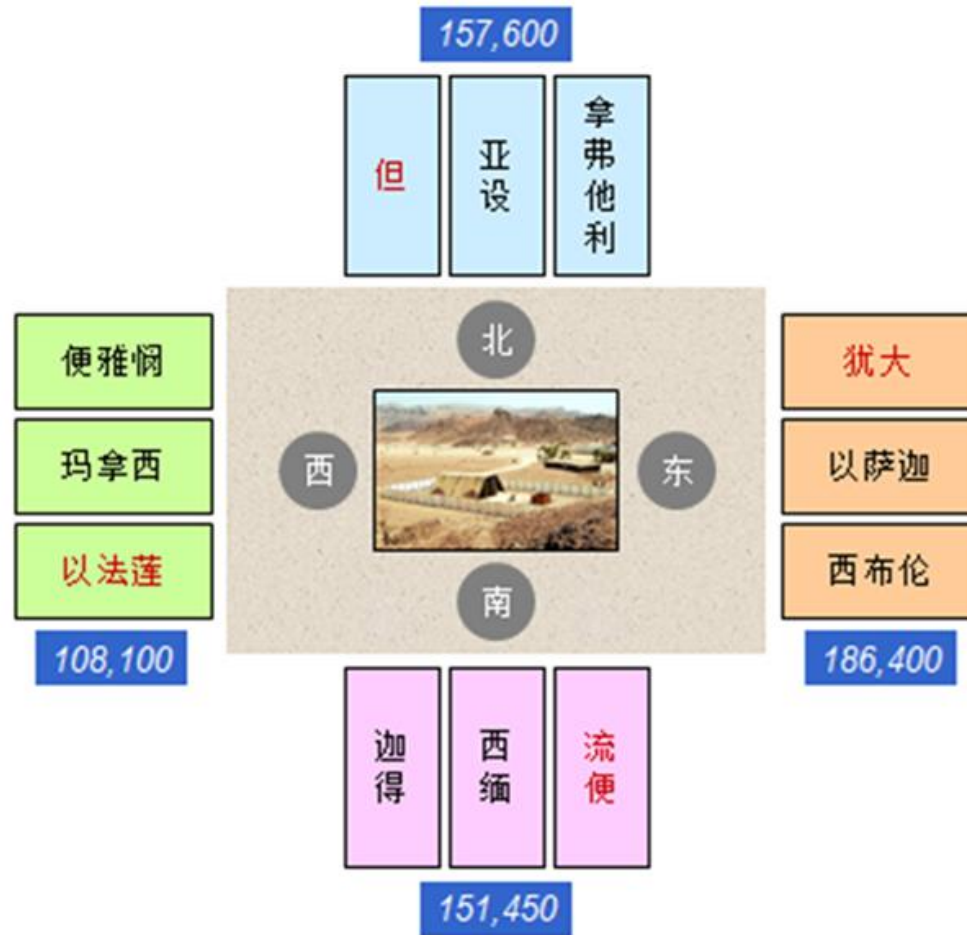 157,600
但
亚设
拿弗他利
北
便雅悯
玛拿西
以法莲
108,100
西
东
犹大
以萨迦
西布伦
186,400
南
迦得
西缅
流便
151,450